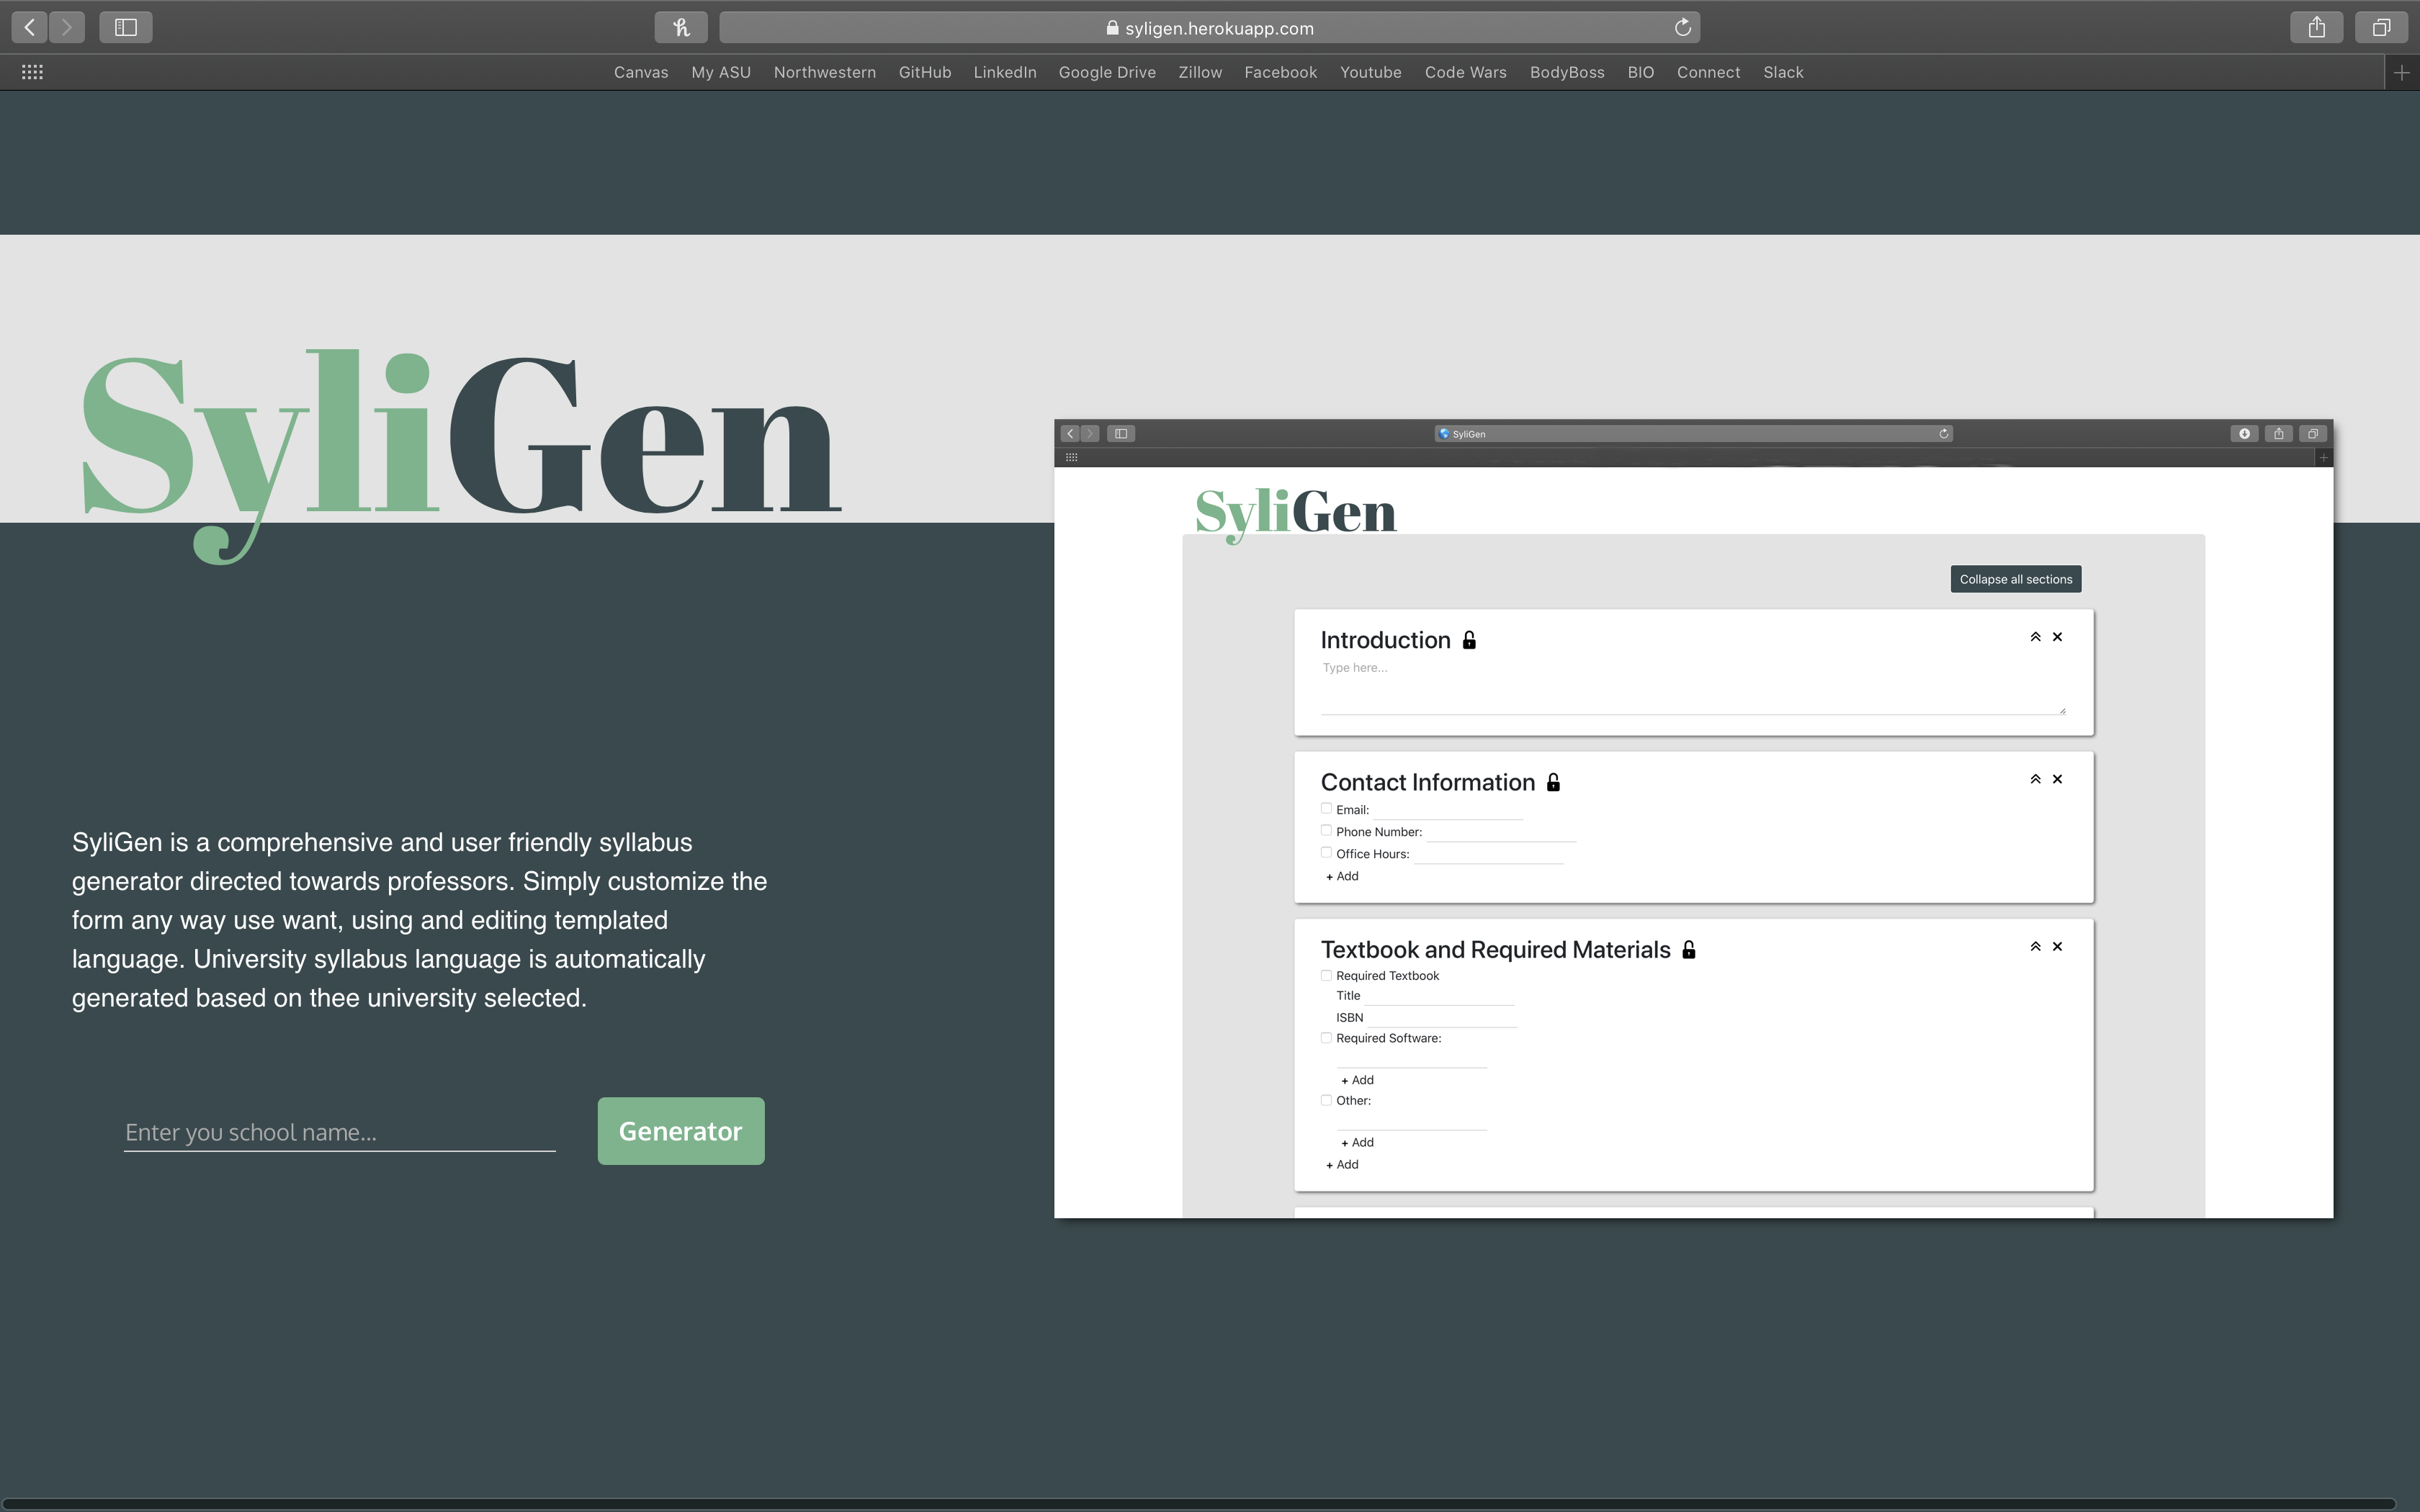 syligen.herokuapp.com
Canvas My ASU Northwestern GitHub LinkedIn Google Drive Zillow Facebook Youtube Code Wars BodyBoss BIO Connect Slack
SyliGen
SyliGen is a comprehensive and user friendly syllabus
generator directed towards professors. Simply customize the
form any way use want, using and editing templated
language. University syllabus language is automatically
generated based on thee university selected.
Enter you school name...
Generator
SyliGen
SyliGen
Collapse all sections
Introduction
Type here...
Contact Information
Email:
Phone Number:
Office Hours:
+ Add
Textbook and Required Materials
Required Textbook
Title
ISBN
Required Software:
+ Add
Other:
+ Add
+ Add